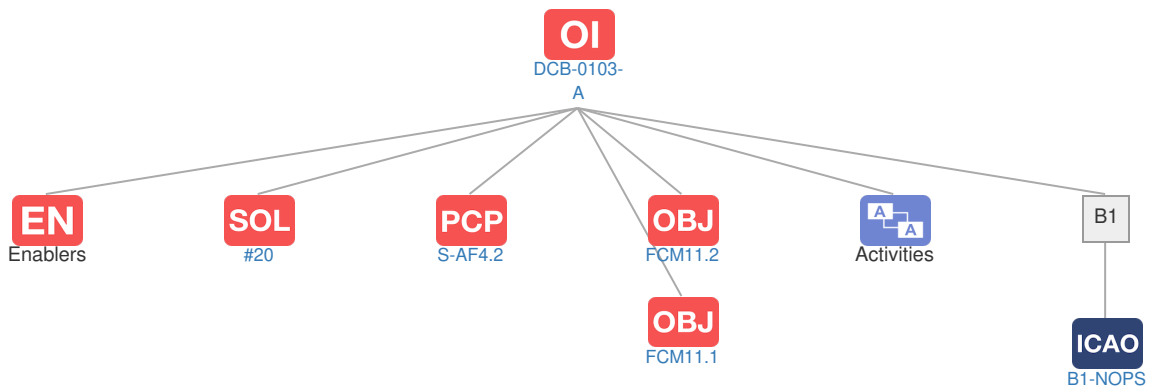 OI
DCB-0103-
A
EN
Enablers
SOL
#20
PCP
S-AF4.2
OBJ
FCM11.2
A
A
Activities
B1
OBJ
FCM11.1
ICAO
B1-NOPS